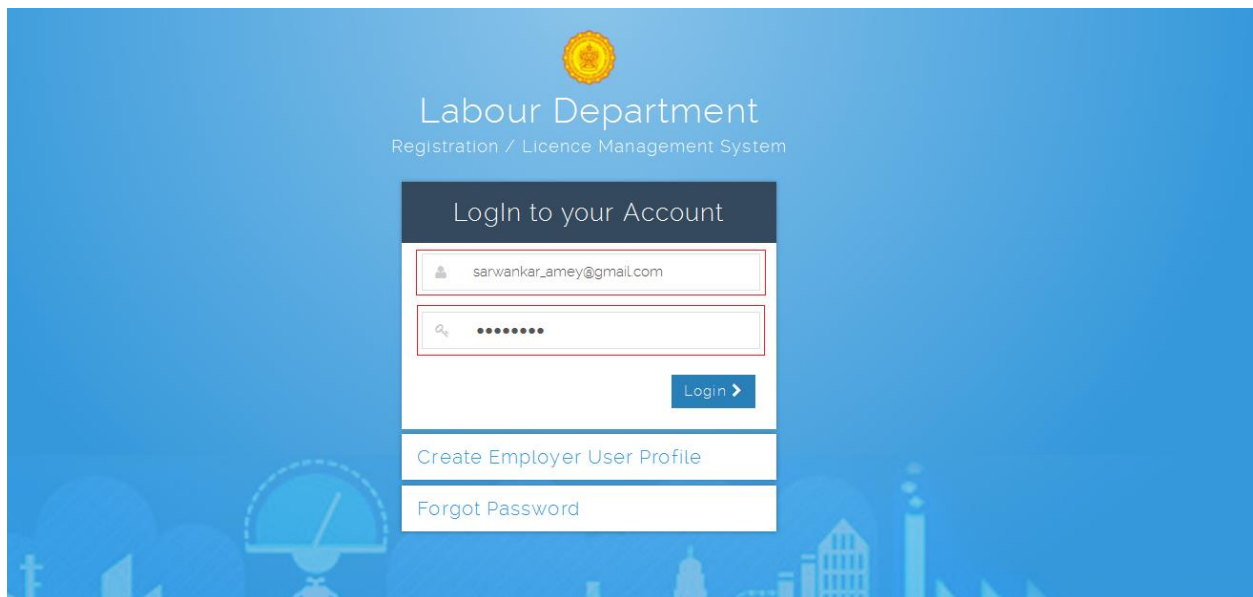 Labour Department
Registration / Licence Management System
LogIn to your Account
sarwankar_amey@gmail.com
••••••••
Login
Create Employer User Profile
Forgot Password